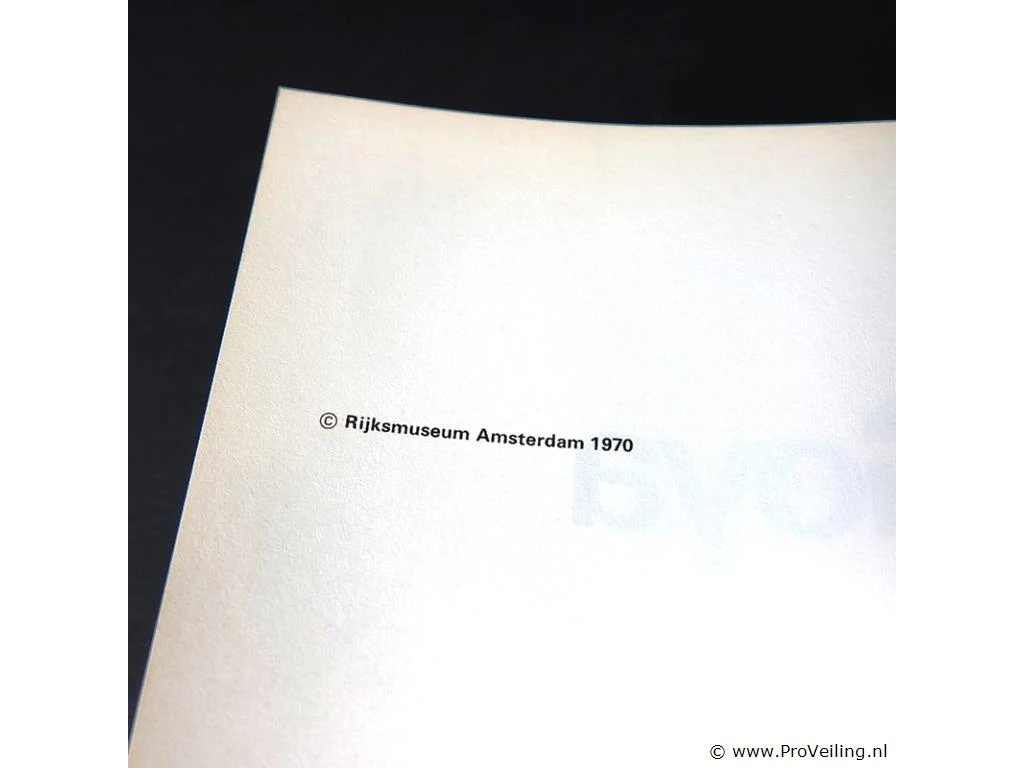 © Rijksmuseum Amsterdam 1970
© www.ProVeiling.nl